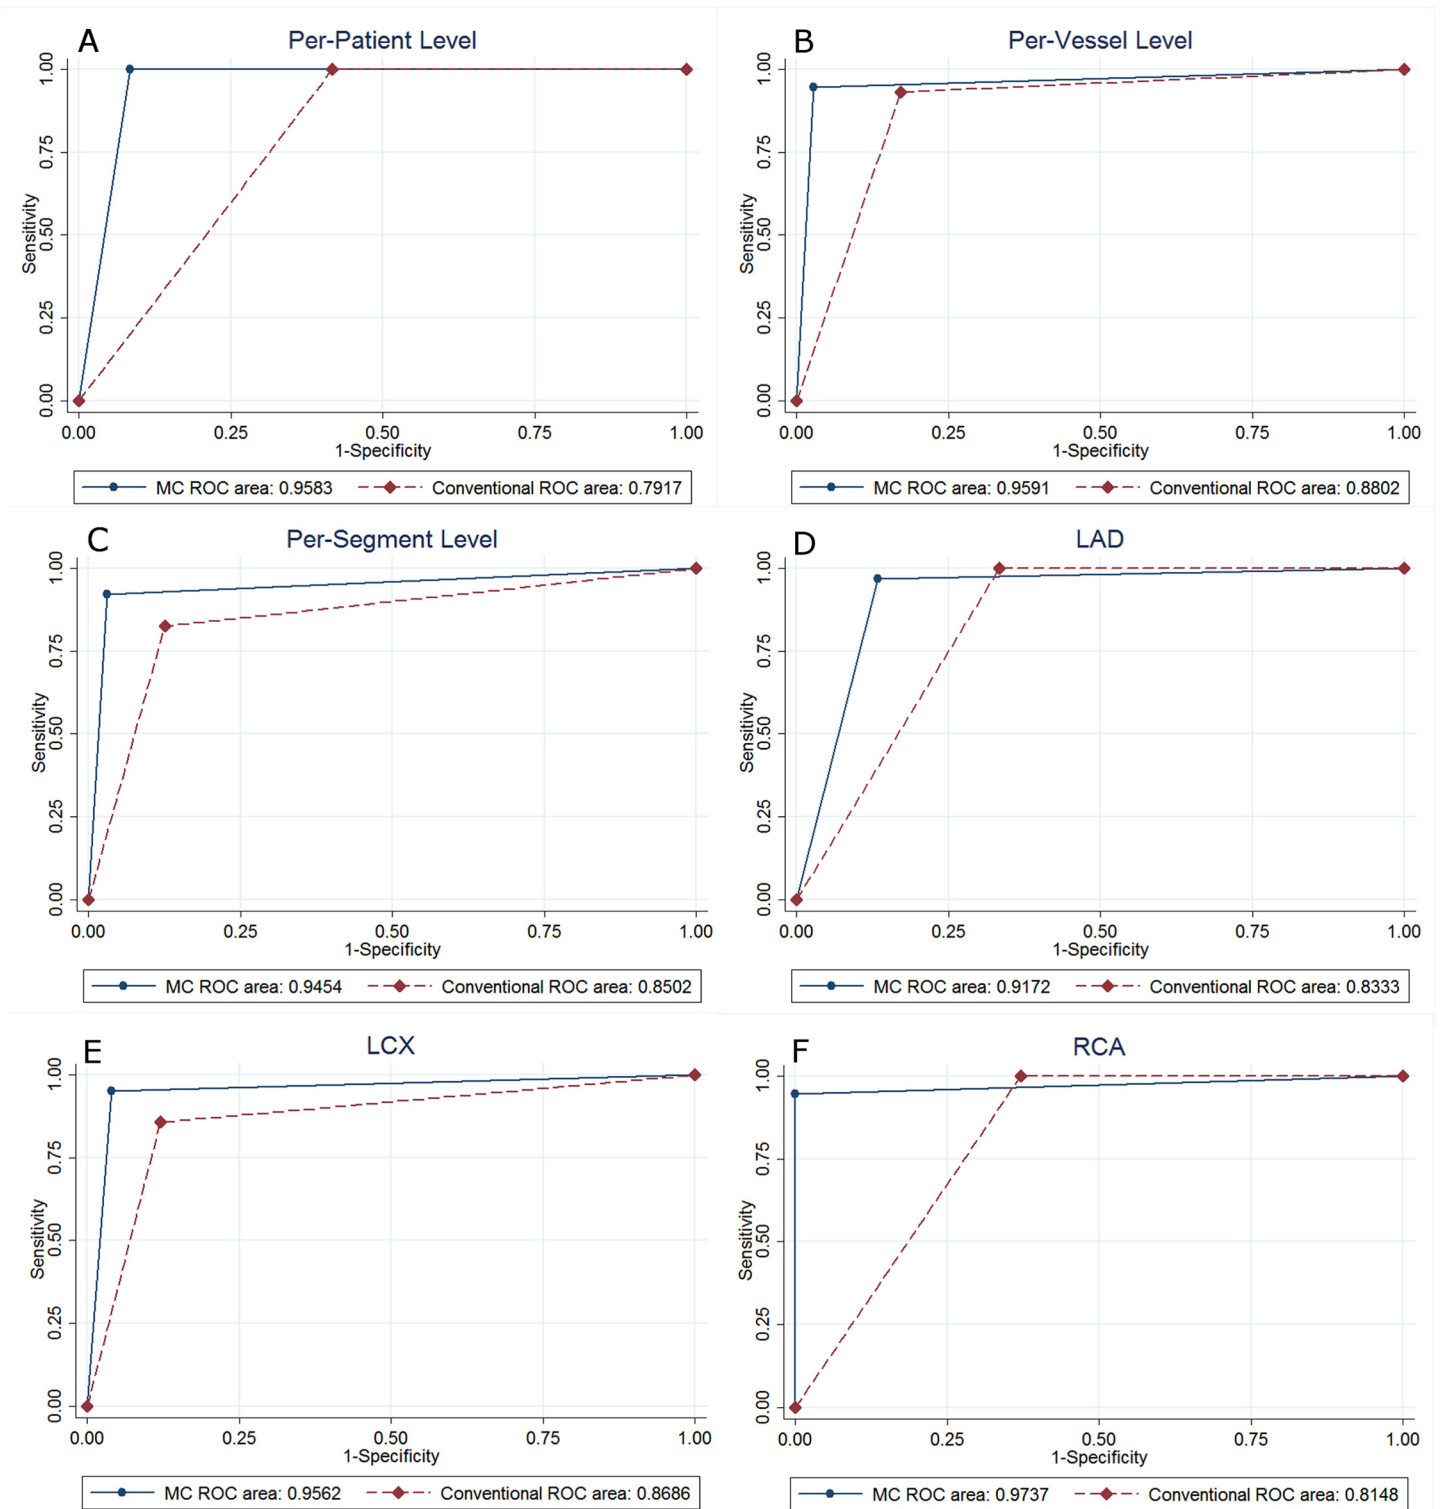 A
Per-Patient Level
Sensitivity
0.00 0.25 0.50 0.75 1.00
0.00 0.25 0.50 0.75 1.00
1-Specificity
MC ROC area: 0.9583 Conventional ROC area: 0.7917
B
Per-Vessel Level
Sensitivity
0.00 0.25 0.50 0.75 1.00
0.00 0.25 0.50 0.75 1.00
1-Specificity
MC ROC area: 0.9591 Conventional ROC area: 0.8802
C
Per-Segment Level
Sensitivity
0.00 0.25 0.50 0.75 1.00
0.00 0.25 0.50 0.75 1.00
1-Specificity
MC ROC area: 0.9454 Conventional ROC area: 0.8502
D
LAD
Sensitivity
0.00 0.25 0.50 0.75 1.00
0.00 0.25 0.50 0.75 1.00
1-Specificity
MC ROC area: 0.9172 Conventional ROC area: 0.8333
E
LCX
Sensitivity
0.00 0.25 0.50 0.75 1.00
0.00 0.25 0.50 0.75 1.00
1-Specificity
MC ROC area: 0.9562 Conventional ROC area: 0.8686
F
RCA
Sensitivity
0.00 0.25 0.50 0.75 1.00
0.00 0.25 0.50 0.75 1.00
1-Specificity
MC ROC area: 0.9737 Conventional ROC area: 0.8148